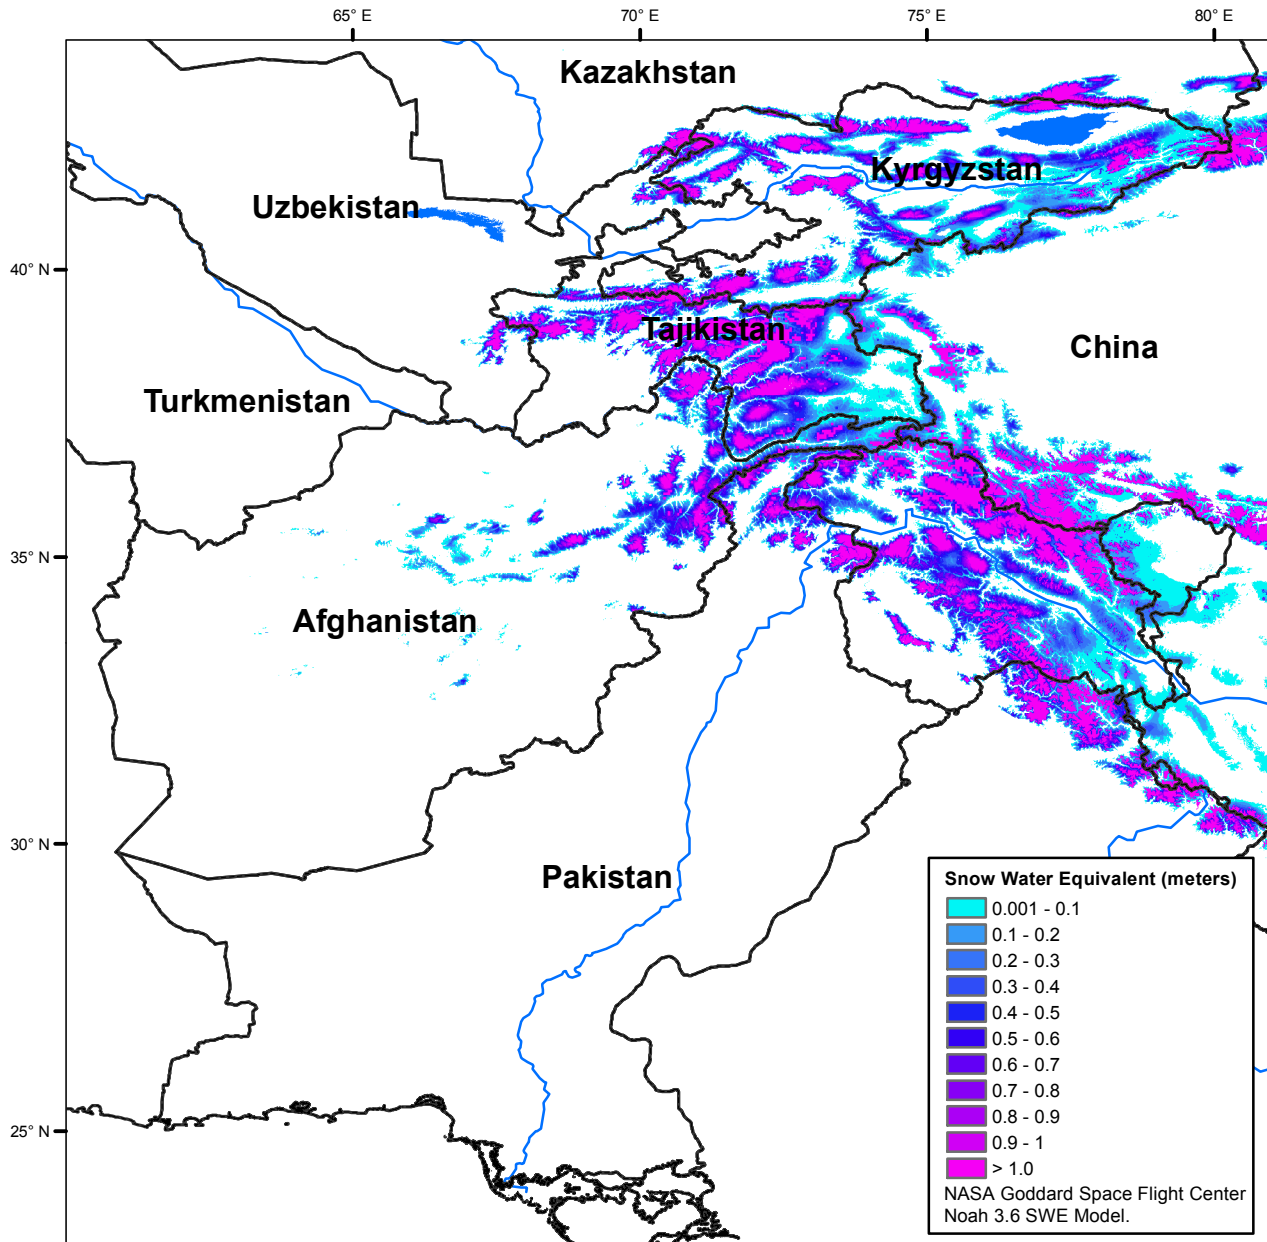 65° E
70° E
75° E
80° E
Kazakhstan
Kyrgyzstan
Uzbekistan
40° N
Tajikistan
China
Turkmenistan
35° N
Afghanistan
30° N
Pakistan
25° N
Snow Water Equivalent (meters)
0.001 - 0.1
0.1 - 0.2
0.2 - 0.3
0.3 - 0.4
0.4 - 0.5
0.5 - 0.6
0.6 - 0.7
0.7 - 0.8
0.8 - 0.9
0.9 - 1
> 1.0
NASA Goddard Space Flight Center
Noah 3.6 SWE Model.